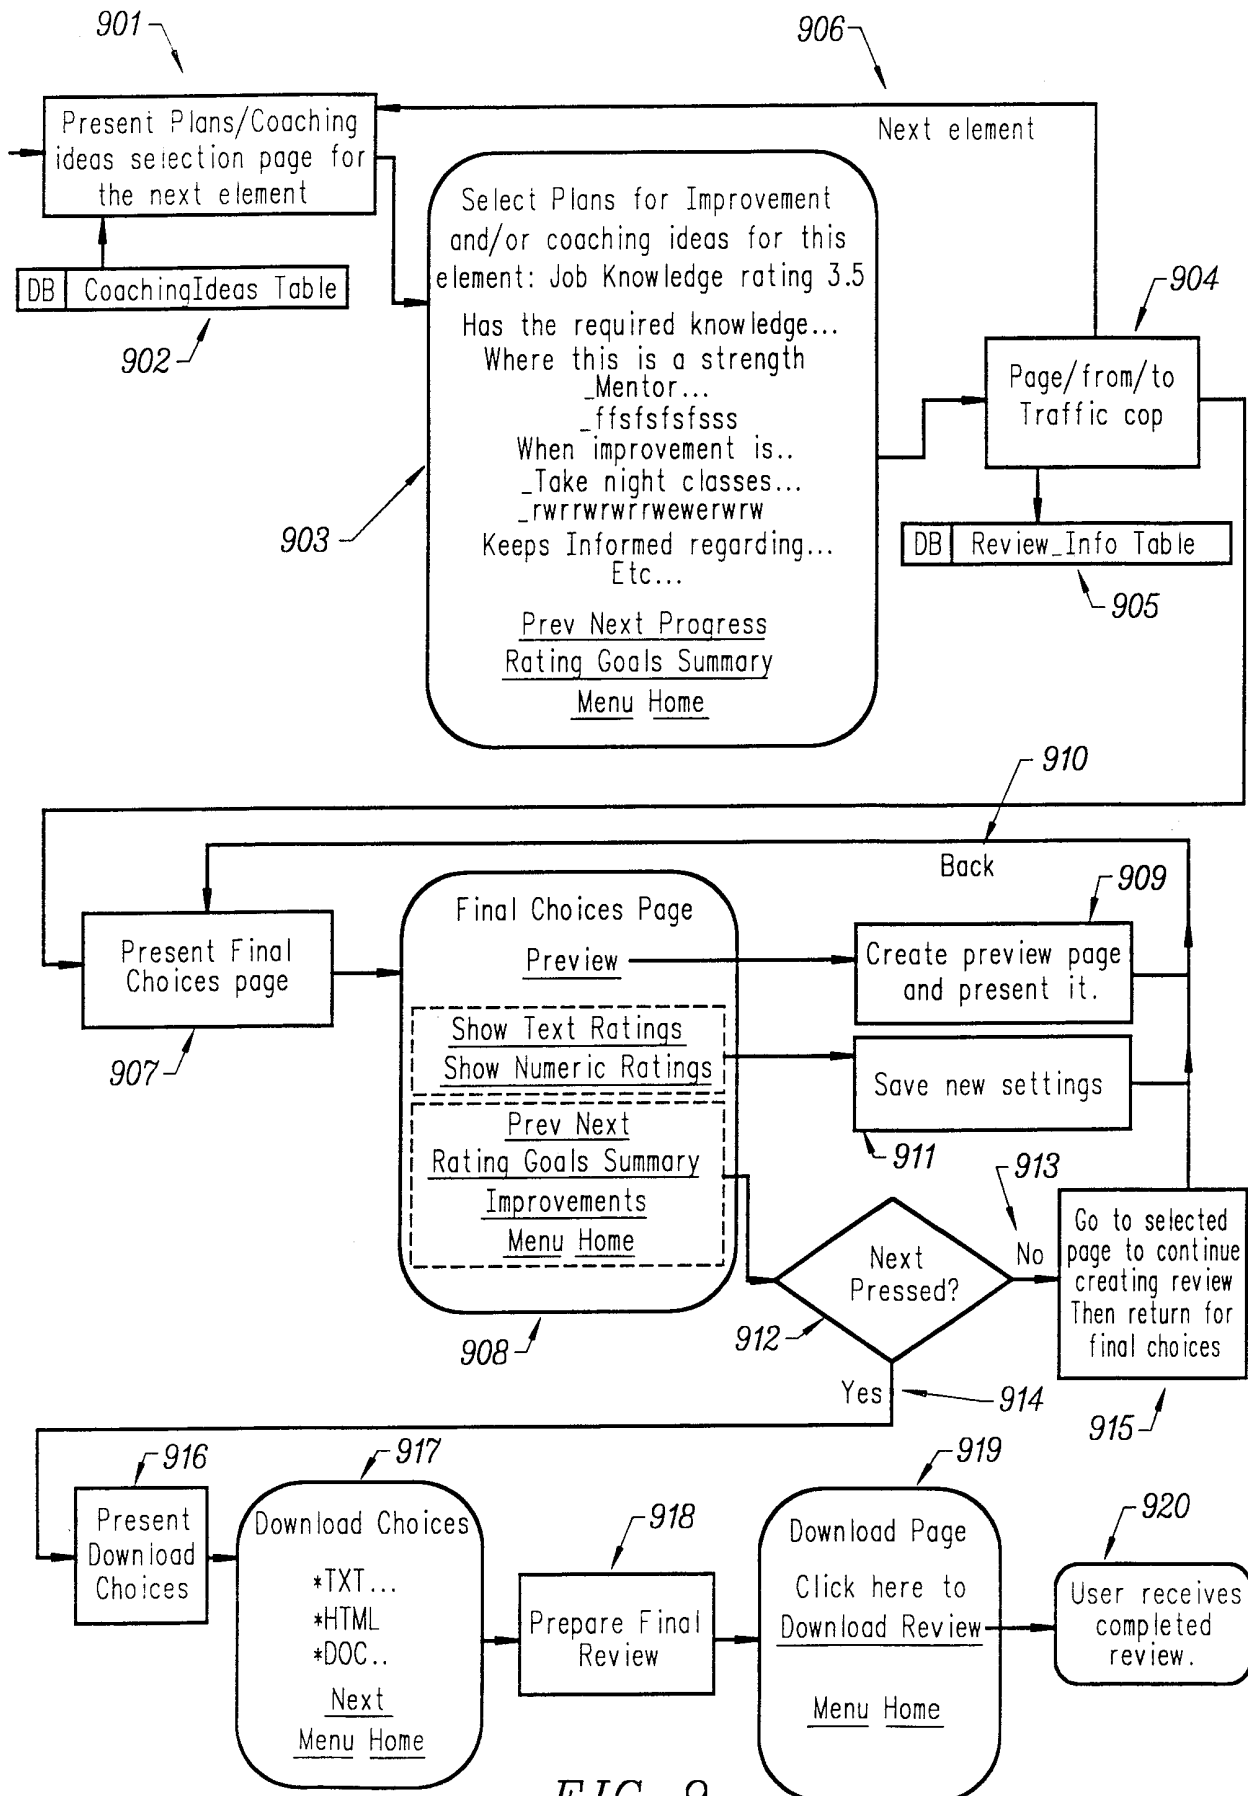 901
906
Present Plans/Coaching
ideas selection page for
the next element
Next element
DB CoachingIdeas Table
902
Select Plans for Improvement
and/or coaching ideas for this
element: Job Knowledge rating 3.5
Has the required knowledge...
Where this is a strength
_Mentor...
_ffsfsfsfsss
When improvement is..
_Take night classes...
_rwrrwrwrrwewerwrw
Keeps Informed regarding...
Etc...
Prev Next Progress
Rating Goals Summary
Menu Home
903
904
Page/from/to
Traffic cop
DB Review_Info Table
905
910
Back
Present Final
Choices page
907
Final Choices Page
Preview
Show Text Ratings
Show Numeric Ratings
Prev Next
Rating Goals Summary
Improvements
Menu Home
908
909
Create preview page
and present it.
Save new settings
911
913
Next
Pressed?
912
No
Yes
914
Go to selected
page to continue
creating review
Then return for
final choices
915
916
Present
Download
Choices
917
Download Choices
*TXT...
*HTML
*DOC..
Next
Menu Home
918
Prepare Final
Review
919
Download Page
Click here to
Download Review
Menu Home
920
User receives
completed
review.
FIG. 9